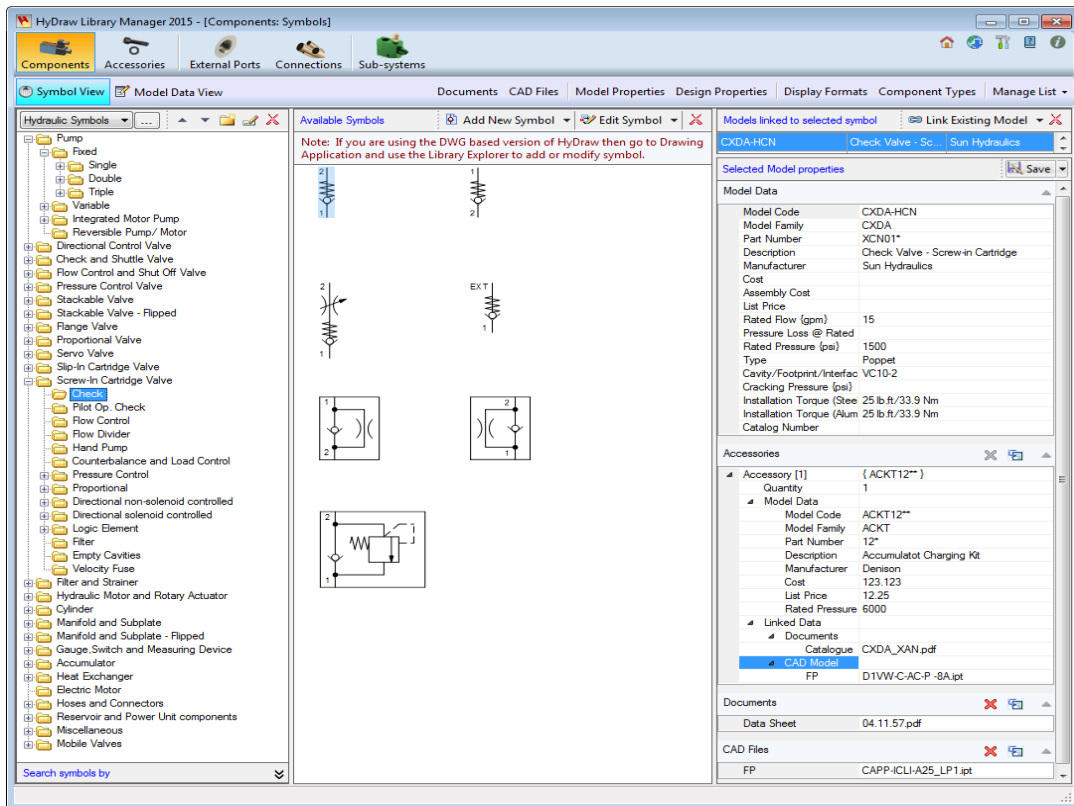 HyDraw Library Manager 2015 - [Components: Symbols]
Components Accessories External Ports Connections Sub-systems
Symbol View Model Data View Documents CAD Files Model Properties Design Properties Display Formats Component Types Manage List
Hydraulic Symbols ...
Pump
Fixed
Single
Double
Triple
Variable
Integrated Motor Pump
Reversible Pump/ Motor
Directional Control Valve
Check and Shuttle Valve
Flow Control and Shut Off Valve
Pressure Control Valve
Stackable Valve
Stackable Valve - Flipped
Flange Valve
Proportional Valve
Servo Valve
Slip-In Cartridge Valve
Screw-In Cartridge Valve
Check
Pilot Op. Check
Flow Control
Flow Divider
Hand Pump
Counterbalance and Load Control
Pressure Control
Proportional
Directional non-solenoid controlled
Directional solenoid controlled
Logic Element
Filter
Empty Cavities
Velocity Fuse
Filter and Strainer
Hydraulic Motor and Rotary Actuator
Cylinder
Manifold and Subplate
Manifold and Subplate - Flipped
Gauge,Switch and Measuring Device
Accumulator
Heat Exchanger
Electric Motor
Hoses and Connectors
Reservoir and Power Unit components
Miscellaneous
Mobile Valves
Search symbols by
Available Symbols Add New Symbol Edit Symbol
Note: If you are using the DWG based version of HyDraw then go to Drawing
Application and use the Library Explorer to add or modify symbol.
2 1
1 2
2 EXT
1
1
1 2
2 1
2
1
Models linked to selected symbol Link Existing Model
CXDA-HCN Check Valve - Sc... Sun Hydraulics
Selected Model properties Save
Model Data
Model Code CXDA-HCN
Model Family CXDA
Part Number XCN01*
Description Check Valve - Screw-in Cartridge
Manufacturer Sun Hydraulics
Cost
Assembly Cost
List Price
Rated Flow {gpm} 15
Pressure Loss @ Rated
Rated Pressure {psi} 1500
Type Poppet
Cavity/Footprint/Interfac VC10-2
Cracking Pressure {psi}
Installation Torque (Stee 25 lb.ft/33.9 Nm
Installation Torque (Alum 25 lb.ft/33.9 Nm
Catalog Number
Accessories
Accessory [1] { ACKT12** }
Quantity 1
Model Data
Model Code ACKT12**
Model Family ACKT
Part Number 12*
Description Accumulatot Charging Kit
Manufacturer Denison
Cost 123.123
List Price 12.25
Rated Pressure 6000
Linked Data
Documents
Catalogue CXDA_XAN.pdf
CAD Model
FP D1VW-C-AC-P -8A.ipt
Documents
Data Sheet 04.11.57.pdf
CAD Files
FP CAPP-ICLI-A25_LP1.ipt